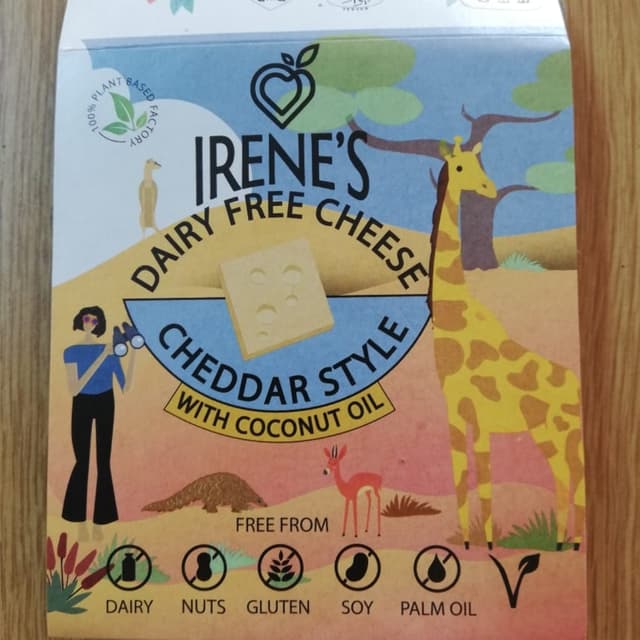 100% PLANT BASED FACTORY
IRENE'S
DAIRY FREE CHEESE
CHEDDAR STYLE
WITH COCONUT OIL
FREE FROM
DAIRY NUTS GLUTEN SOY PALM OIL